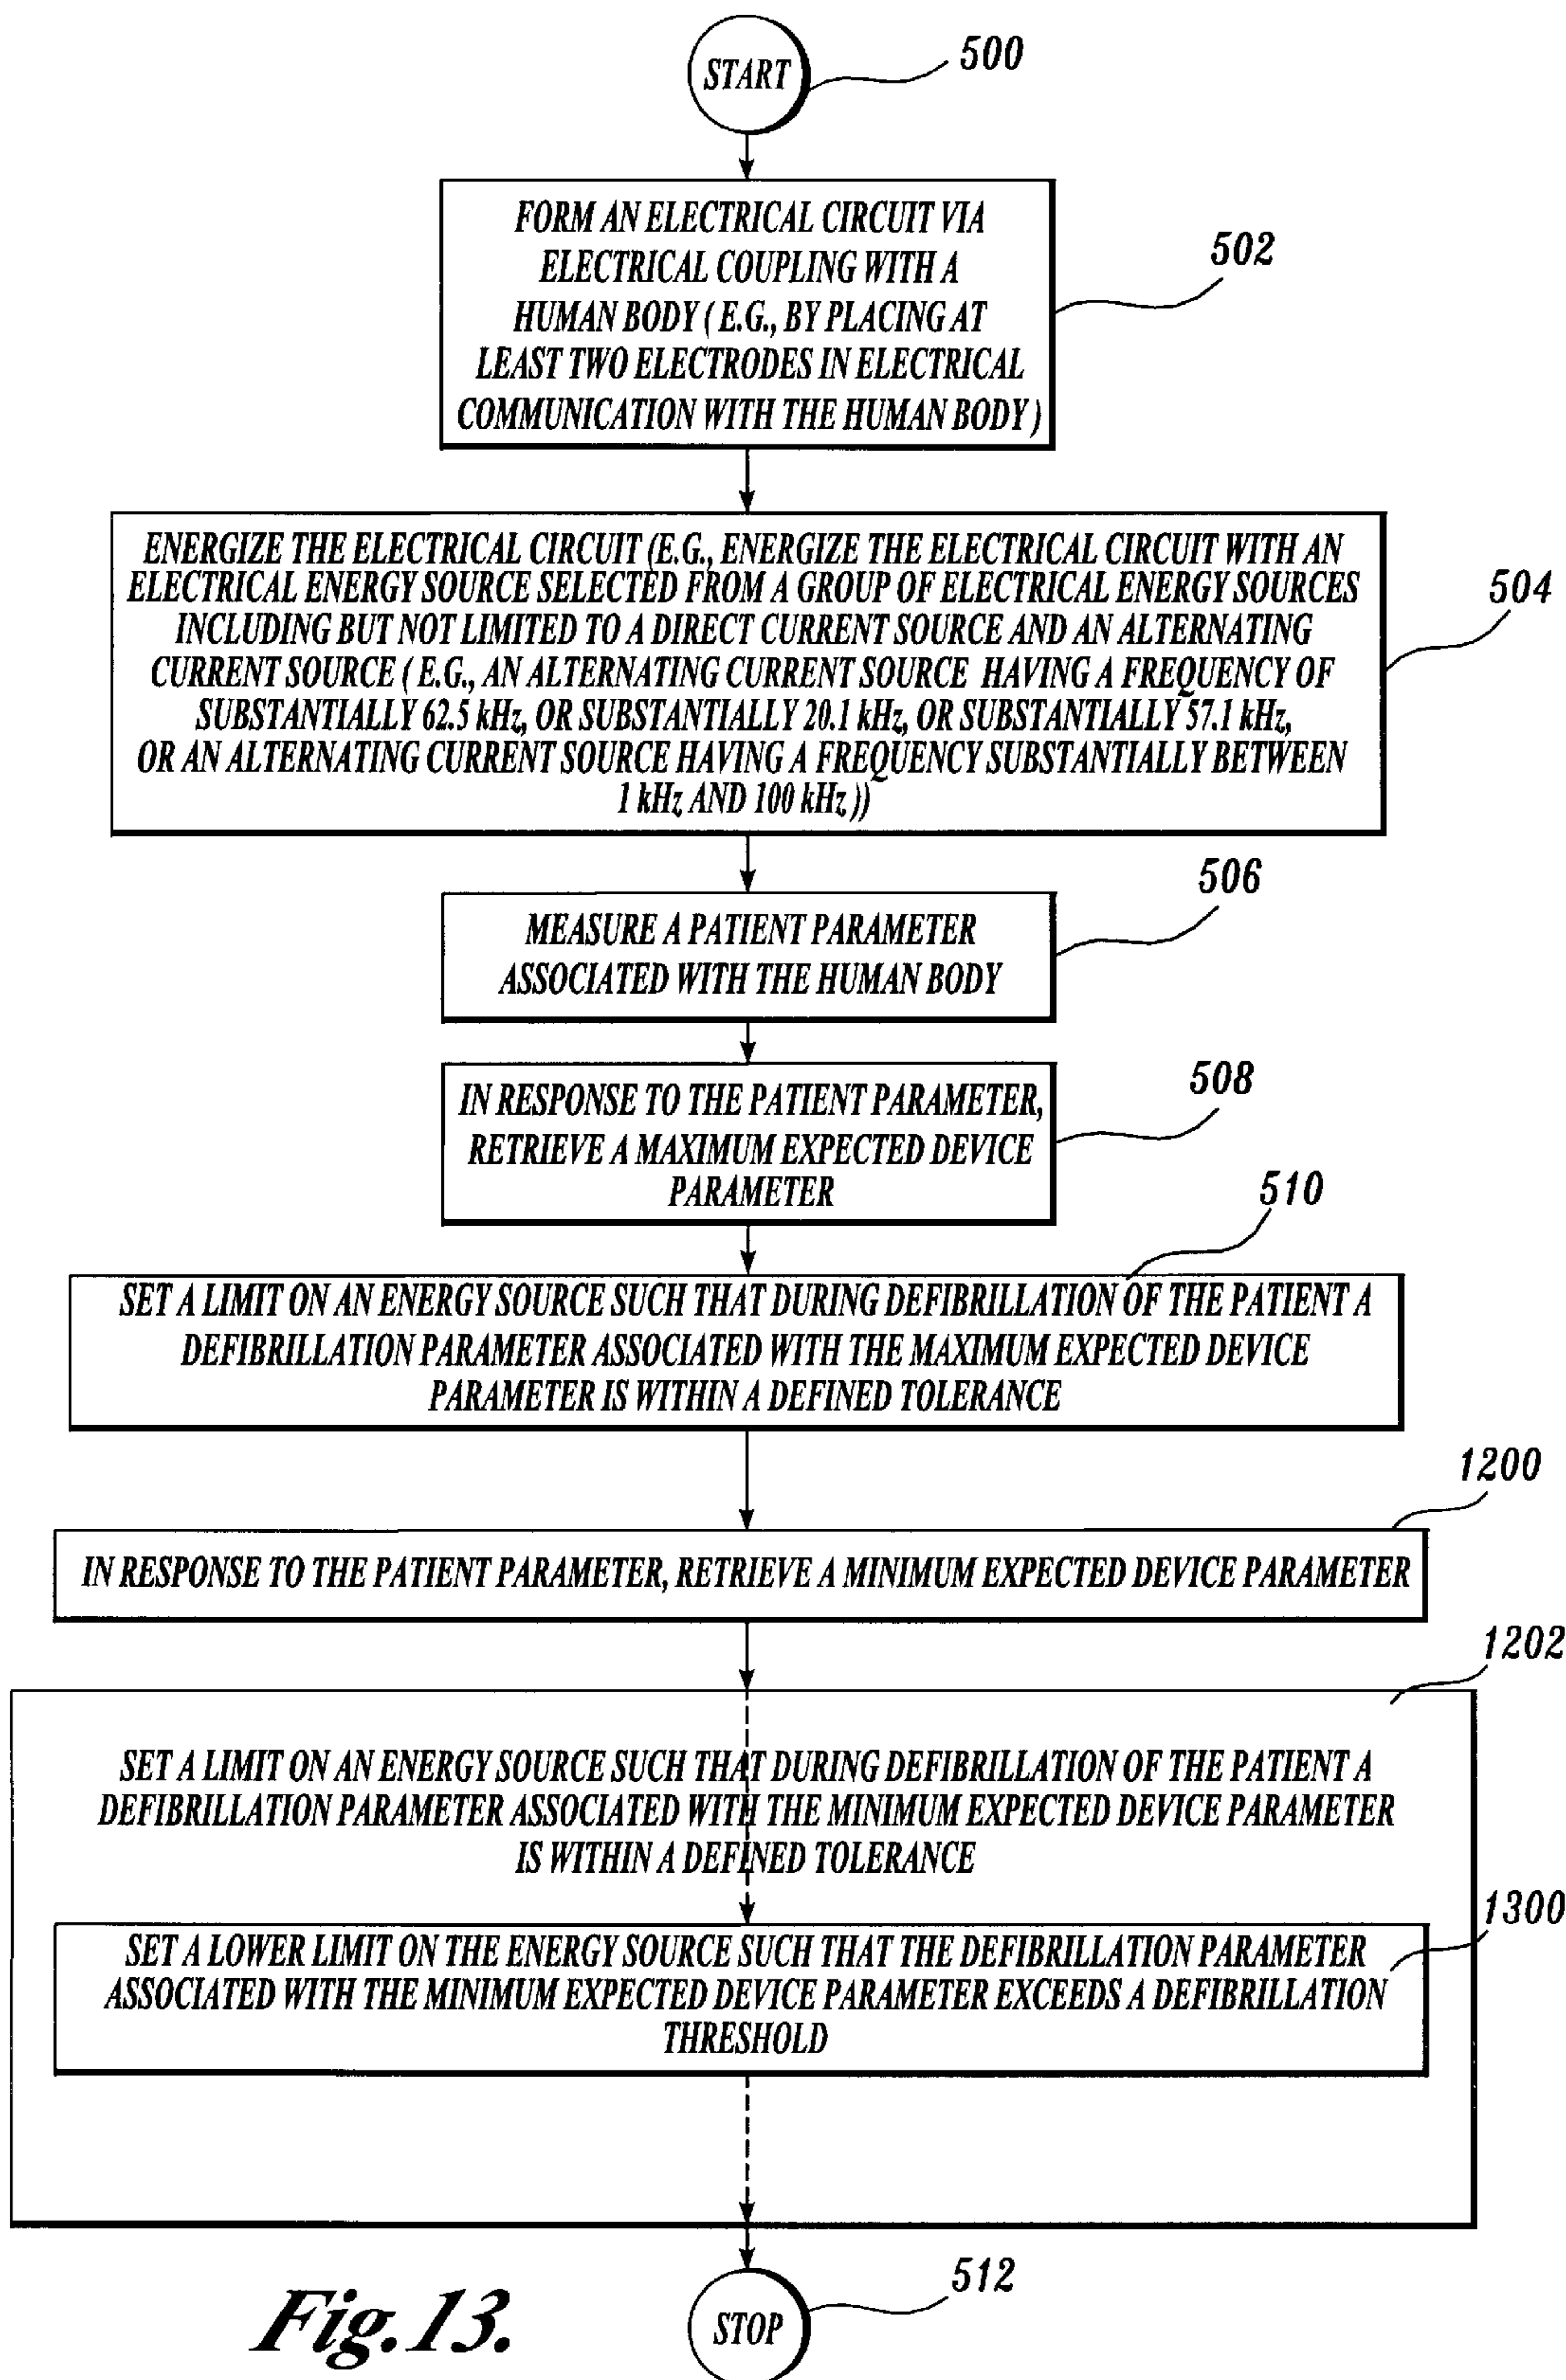 START
500
FORM AN ELECTRICAL CIRCUIT VIA
ELECTRICAL COUPLING WITH A
HUMAN BODY ( E.G., BY PLACING AT
LEAST TWO ELECTRODES IN ELECTRICAL
COMMUNICATION WITH THE HUMAN BODY )
502
ENERGIZE THE ELECTRICAL CIRCUIT (E.G., ENERGIZE THE ELECTRICAL CIRCUIT WITH AN
ELECTRICAL ENERGY SOURCE SELECTED FROM A GROUP OF ELECTRICAL ENERGY SOURCES
INCLUDING BUT NOT LIMITED TO A DIRECT CURRENT SOURCE AND AN ALTERNATING
CURRENT SOURCE ( E.G., AN ALTERNATING CURRENT SOURCE HAVING A FREQUENCY OF
SUBSTANTIALLY 62.5 kHz, OR SUBSTANTIALLY 20.1 kHz, OR SUBSTANTIALLY 57.1 kHz,
OR AN ALTERNATING CURRENT SOURCE HAVING A FREQUENCY SUBSTANTIALLY BETWEEN
1 kHz AND 100 kHz ))
504
MEASURE A PATIENT PARAMETER
ASSOCIATED WITH THE HUMAN BODY
506
IN RESPONSE TO THE PATIENT PARAMETER,
RETRIEVE A MAXIMUM EXPECTED DEVICE
PARAMETER
508
SET A LIMIT ON AN ENERGY SOURCE SUCH THAT DURING DEFIBRILLATION OF THE PATIENT A
DEFIBRILLATION PARAMETER ASSOCIATED WITH THE MAXIMUM EXPECTED DEVICE
PARAMETER IS WITHIN A DEFINED TOLERANCE
510
IN RESPONSE TO THE PATIENT PARAMETER, RETRIEVE A MINIMUM EXPECTED DEVICE PARAMETER
1200
SET A LIMIT ON AN ENERGY SOURCE SUCH THAT DURING DEFIBRILLATION OF THE PATIENT A
DEFIBRILLATION PARAMETER ASSOCIATED WITH THE MINIMUM EXPECTED DEVICE PARAMETER
IS WITHIN A DEFINED TOLERANCE
1202
SET A LOWER LIMIT ON THE ENERGY SOURCE SUCH THAT THE DEFIBRILLATION PARAMETER
ASSOCIATED WITH THE MINIMUM EXPECTED DEVICE PARAMETER EXCEEDS A DEFIBRILLATION
THRESHOLD
1300
STOP
512
Fig.13.